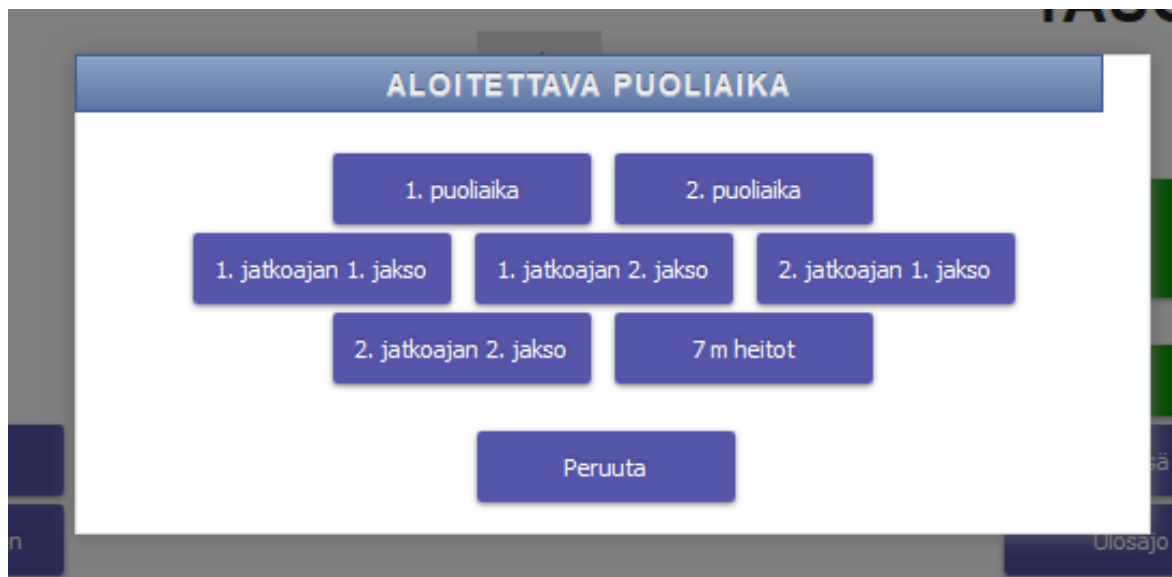 ALOITETTAVA PUOLIAIKA
1. puoliaika 2. puoliaika
1. jatkoajan 1. jakso 1. jatkoajan 2. jakso 2. jatkoajan 1. jakso
2. jatkoajan 2. jakso 7 m heitot
Peruuta
Ulosajo